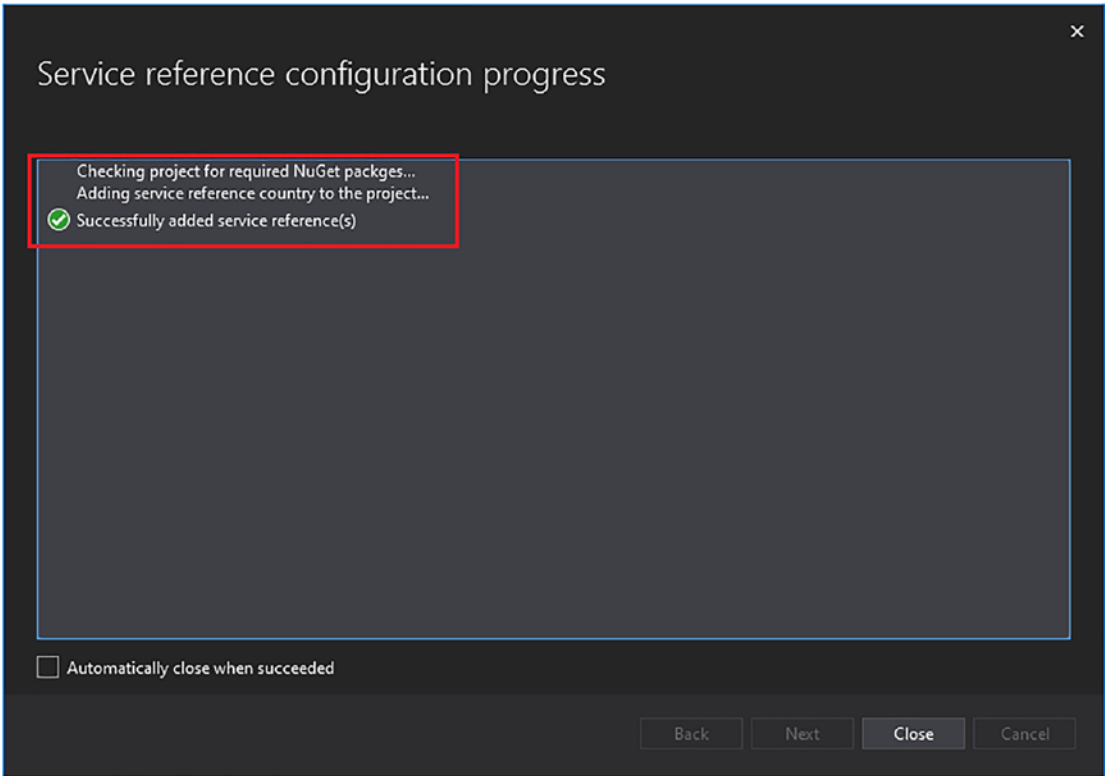 Service reference configuration progress
Checking project for required NuGet packges...
Adding service reference country to the project...
Successfully added service reference(s)
Automatically close when succeeded
Back Next Close Cancel